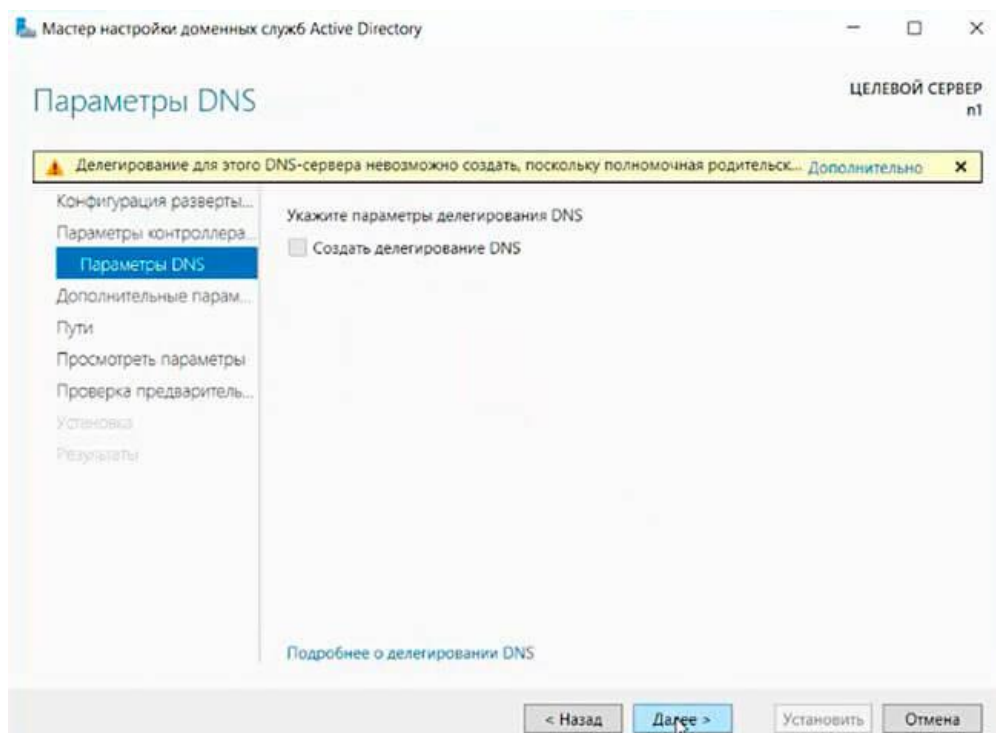 Мастер настройки доменных служб Active Directory
Параметры DNS
ЦЕЛЕВОЙ СЕРВЕР
n1
Делегирование для этого DNS-сервера невозможно создать, поскольку полномочная родительск... Дополнительно
Конфигурация разверты...
Параметры контроллера...
Параметры DNS
Дополнительные парам...
Пути
Просмотреть параметры
Проверка предваритель...
Установка
Результаты
Укажите параметры делегирования DNS
Создать делегирование DNS
Подробнее о делегировании DNS
< Назад
Далее >
Установить
Отмена